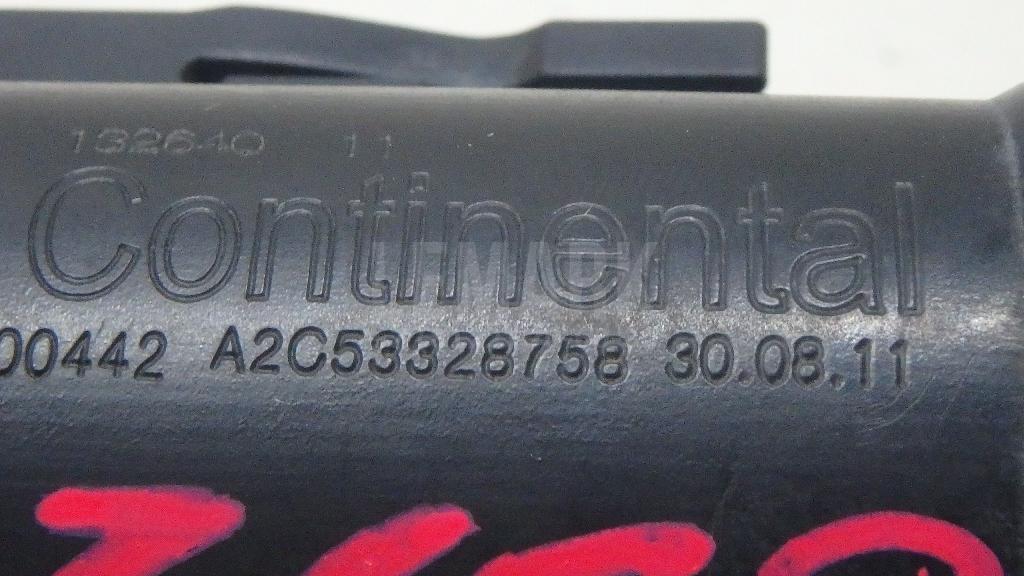 132640 11
Continental
00442 A2C53328758 30.08.11